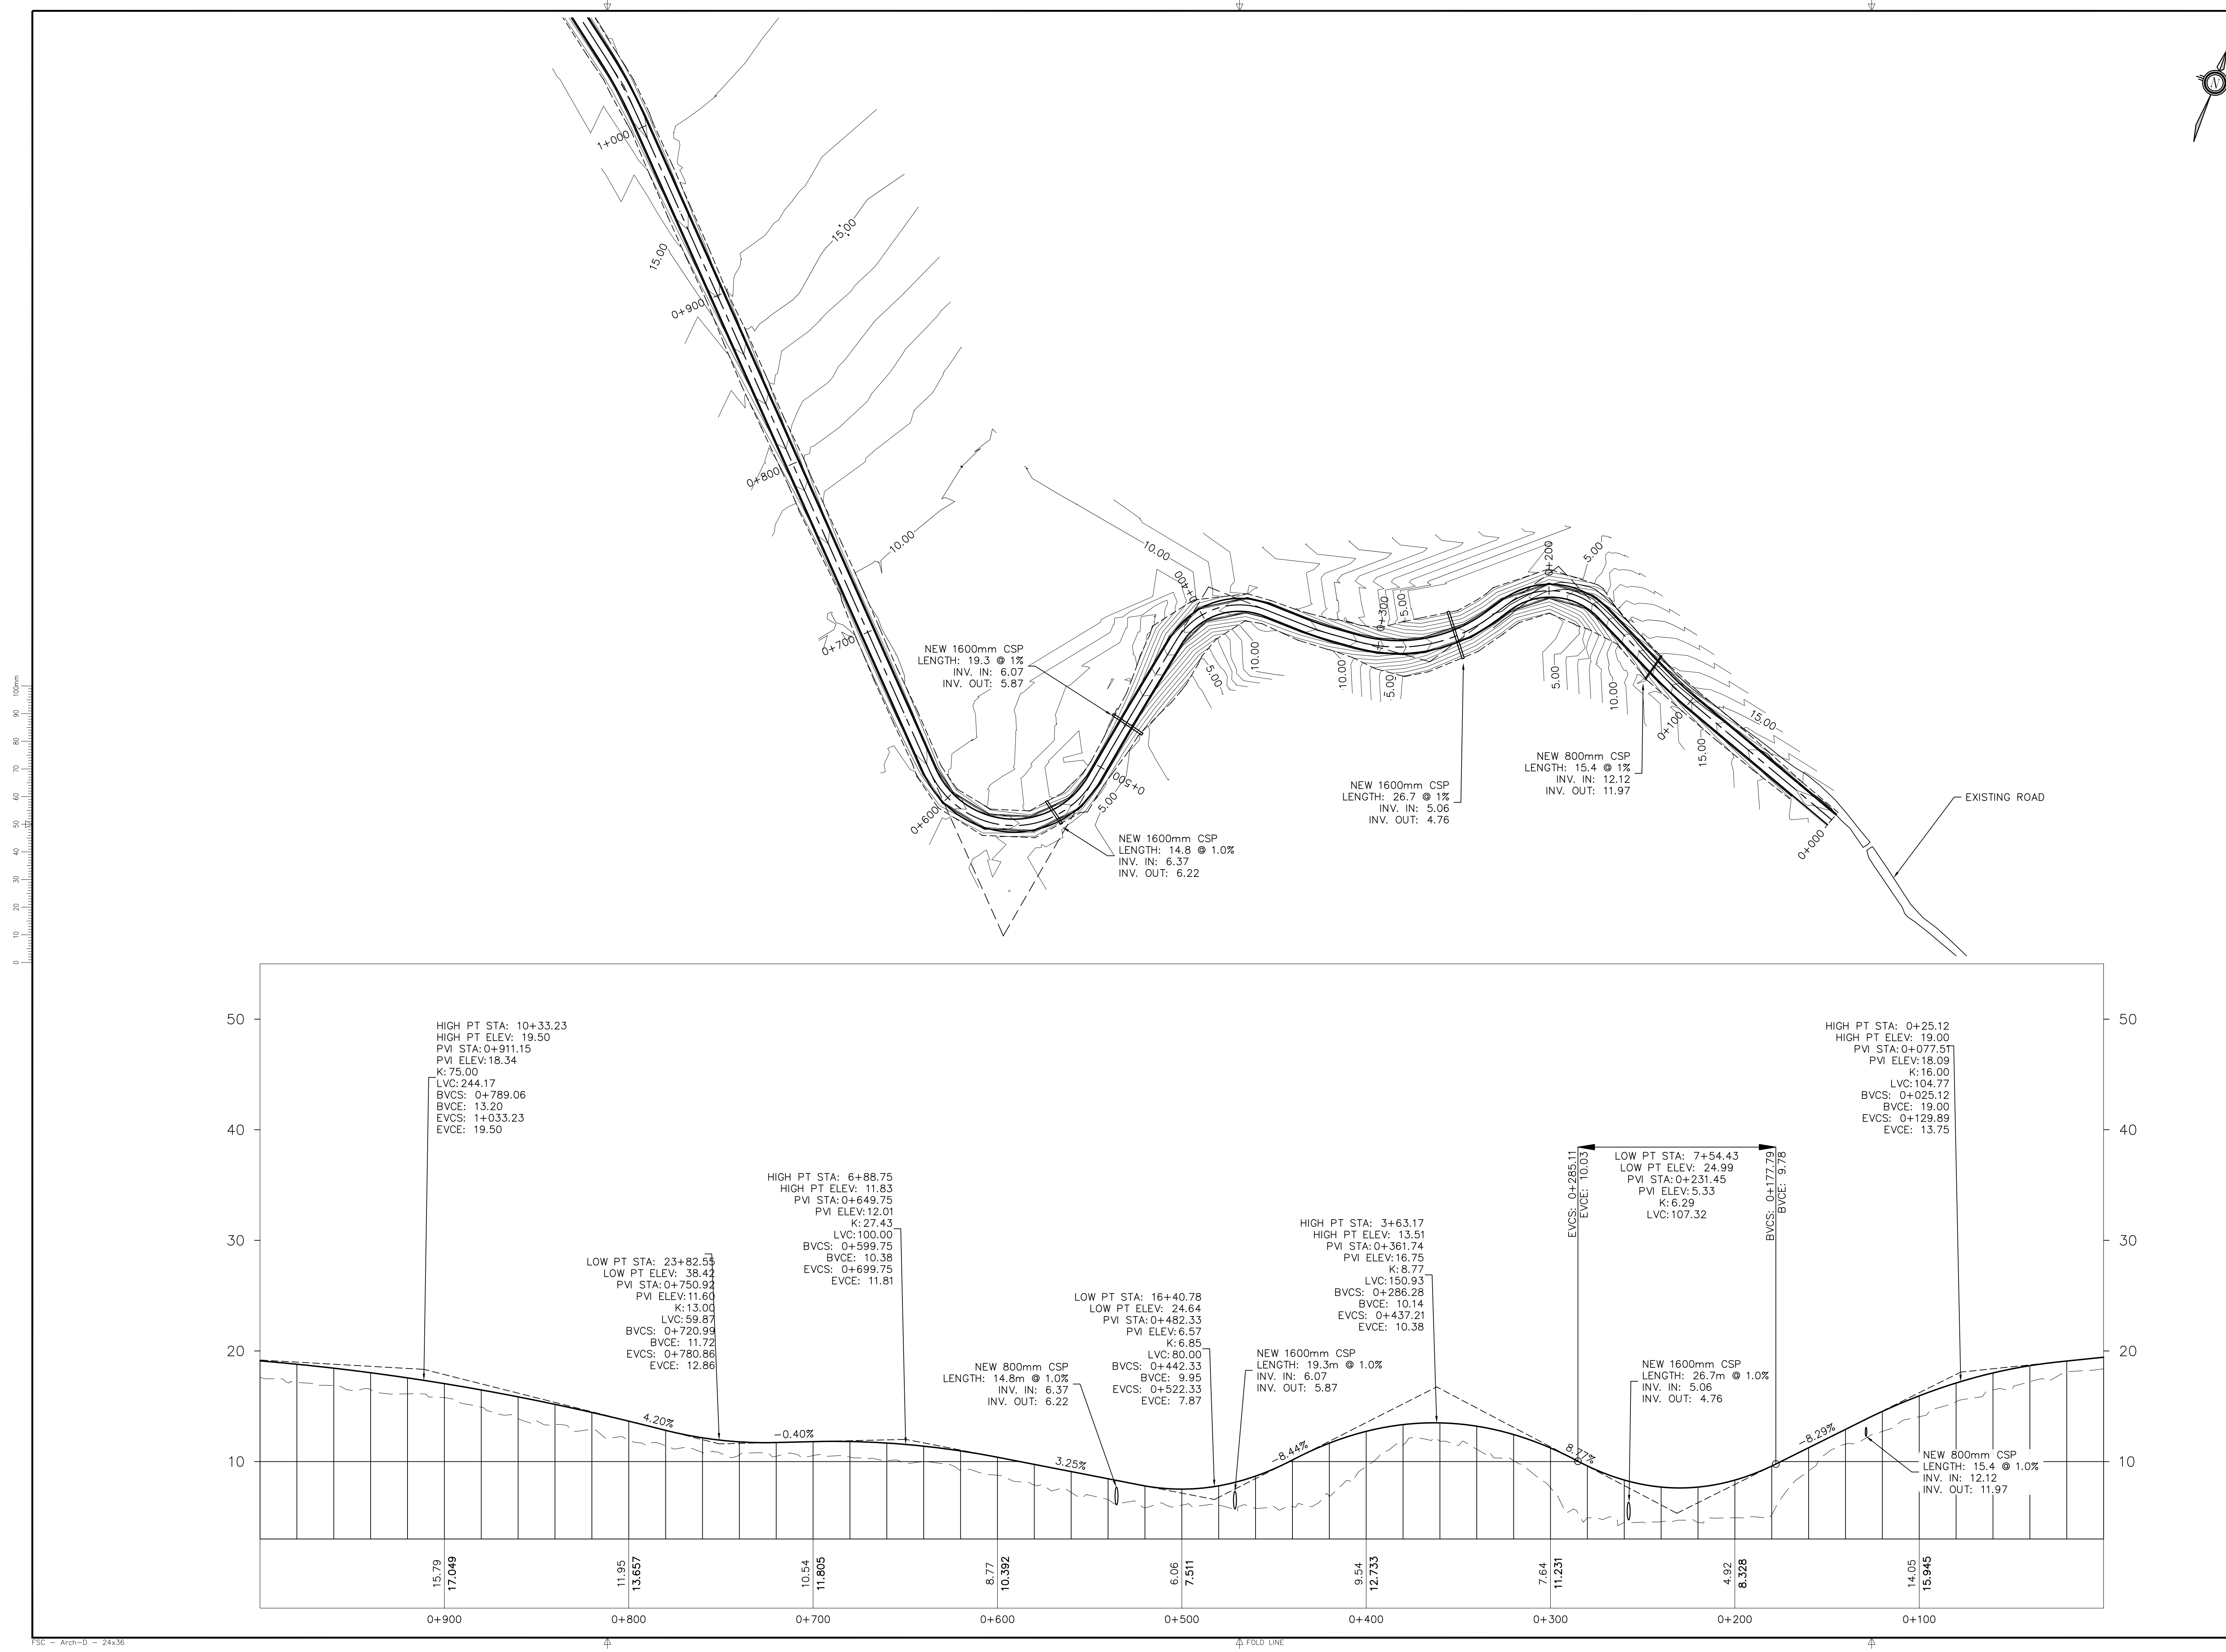 N
1+000
15.00
15.00
0+900
0+800
10.00
0+700
10.00
0+400
0+300
5.00
0+200
5.00
NEW 1600mm CSP
LENGTH: 19.3 @ 1%
INV. IN: 6.07
INV. OUT: 5.87
5.00
10.00
10.00
5.00
5.00
10.00
0+100
15.00
15.00
NEW 800mm CSP
LENGTH: 15.4 @ 1%
INV. IN: 12.12
INV. OUT: 11.97
NEW 1600mm CSP
LENGTH: 26.7 @ 1%
INV. IN: 5.06
INV. OUT: 4.76
0+500
5.00
0+600
NEW 1600mm CSP
LENGTH: 14.8 @ 1.0%
INV. IN: 6.37
INV. OUT: 6.22
EXISTING ROAD
0+000
100mm
90
80
70
60
50
40
30
20
10
0
50
40
30
20
10
50
40
30
20
10
HIGH PT STA: 10+33.23
HIGH PT ELEV: 19.50
PVI STA:0+911.15
PVI ELEV:18.34
K:75.00
LVC:244.17
BVCS: 0+789.06
BVCE: 13.20
EVCS: 1+033.23
EVCE: 19.50
LOW PT STA: 23+82.55
LOW PT ELEV: 38.42
PVI STA:0+750.92
PVI ELEV:11.60
K:13.00
LVC:59.87
BVCS: 0+720.99
BVCE: 11.72
EVCS: 0+780.86
EVCE: 12.86
HIGH PT STA: 6+88.75
HIGH PT ELEV: 11.83
PVI STA:0+649.75
PVI ELEV:12.01
K:27.43
LVC:100.00
BVCS: 0+599.75
BVCE: 10.38
EVCS: 0+699.75
EVCE: 11.81
NEW 800mm CSP
LENGTH: 14.8m @ 1.0%
INV. IN: 6.37
INV. OUT: 6.22
LOW PT STA: 16+40.78
LOW PT ELEV: 24.64
PVI STA:0+482.33
PVI ELEV:6.57
K:6.85
LVC:80.00
BVCS: 0+442.33
BVCE: 9.95
EVCS: 0+522.33
EVCE: 7.87
NEW 1600mm CSP
LENGTH: 19.3m @ 1.0%
INV. IN: 6.07
INV. OUT: 5.87
HIGH PT STA: 3+63.17
HIGH PT ELEV: 13.51
PVI STA:0+361.74
PVI ELEV:16.75
K:8.77
LVC:150.93
BVCS: 0+286.28
BVCE: 10.14
EVCS: 0+437.21
EVCE: 10.38
EVCS: 0+285.11
EVCE: 10.03
LOW PT STA: 7+54.43
LOW PT ELEV: 24.99
PVI STA:0+231.45
PVI ELEV:5.33
K:6.29
LVC:107.32
BVCS: 0+177.79
BVCE: 9.78
NEW 1600mm CSP
LENGTH: 26.7m @ 1.0%
INV. IN: 5.06
INV. OUT: 4.76
HIGH PT STA: 0+25.12
HIGH PT ELEV: 19.00
PVI STA:0+077.51
PVI ELEV:18.09
K:16.00
LVC:104.77
BVCS: 0+025.12
BVCE: 19.00
EVCS: 0+129.89
EVCE: 13.75
NEW 800mm CSP
LENGTH: 15.4 @ 1.0%
INV. IN: 12.12
INV. OUT: 11.97
4.20%
-0.40%
3.25%
-8.44%
8.77%
-8.29%
15.79
17.049
11.95
13.657
10.54
11.805
8.77
10.392
6.06
7.511
9.54
12.733
7.64
11.231
4.92
8.328
14.05
15.945
0+900
0+800
0+700
0+600
0+500
0+400
0+300
0+200
0+100
FSC - Arch-D - 24x36
FOLD LINE